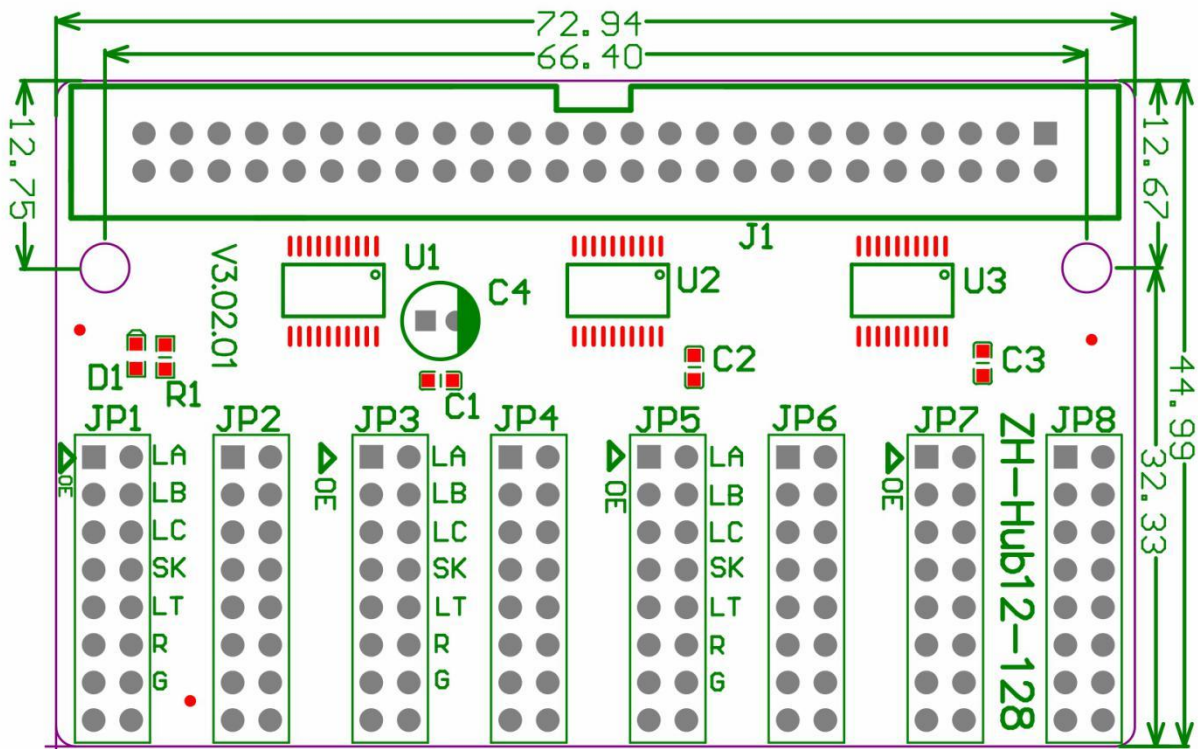 72.94
66.40
12.75
12.67
J1
V3.02.01
U1
C4
U2
U3
44.99
D1
R1
C1
C2
C3
JP1
JP2
JP3
JP4
JP5
JP6
JP7
JP8
32.33
ZH-Hub12-128
OE
LA
LB
LC
SK
LT
R
G
OE
LA
LB
LC
SK
LT
R
G
OE
LA
LB
LC
SK
LT
R
G
OE